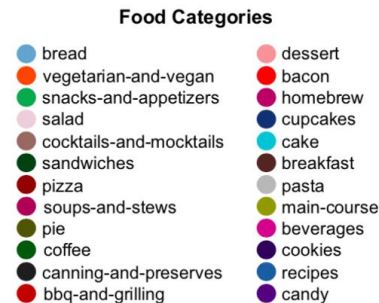 Food Categories
bread
vegetarian-and-vegan
snacks-and-appetizers
salad
cocktails-and-mocktails
sandwiches
pizza
soups-and-stews
pie
coffee
canning-and-preserves
bbq-and-grilling
dessert
bacon
homebrew
cupcakes
cake
breakfast
pasta
main-course
beverages
cookies
recipes
candy